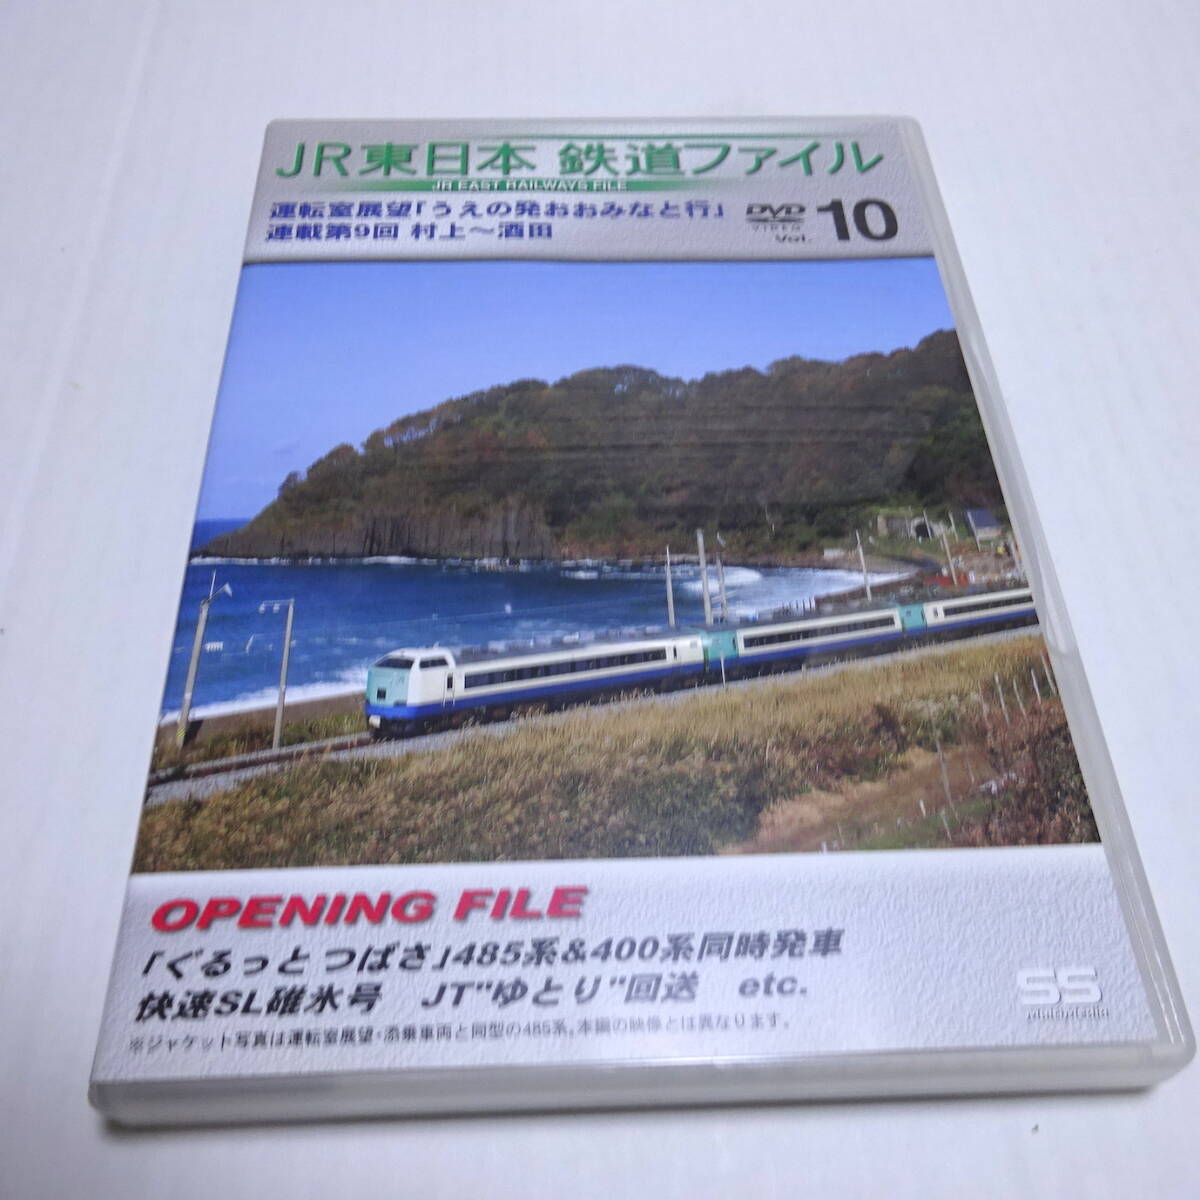 JR東日本 鉄道ファイル
JR EAST RAILWAYS FILE
運転室展望「うえの発おおみなと行」
連載第9回 村上〜酒田
DVD
VIDEO
Vol. 10
OPENING FILE
「ぐるっと つばさ」485系&400系同時発車
快速SL碓氷号 JT"ゆとり"回送 etc.
※ジャケット写真は運転室展望・添乗車両と同型の485系。本編の映像とは異なります。
SS